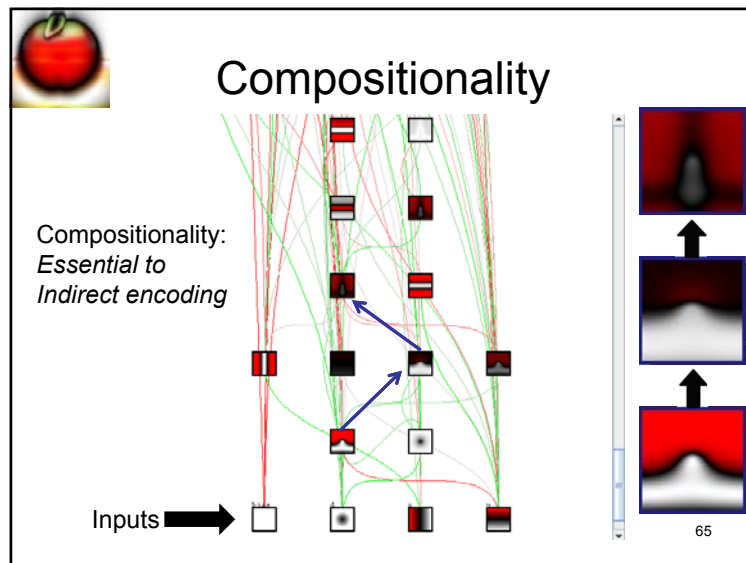 Compositionality
Compositionality:
Essential to
Indirect encoding
Inputs
65